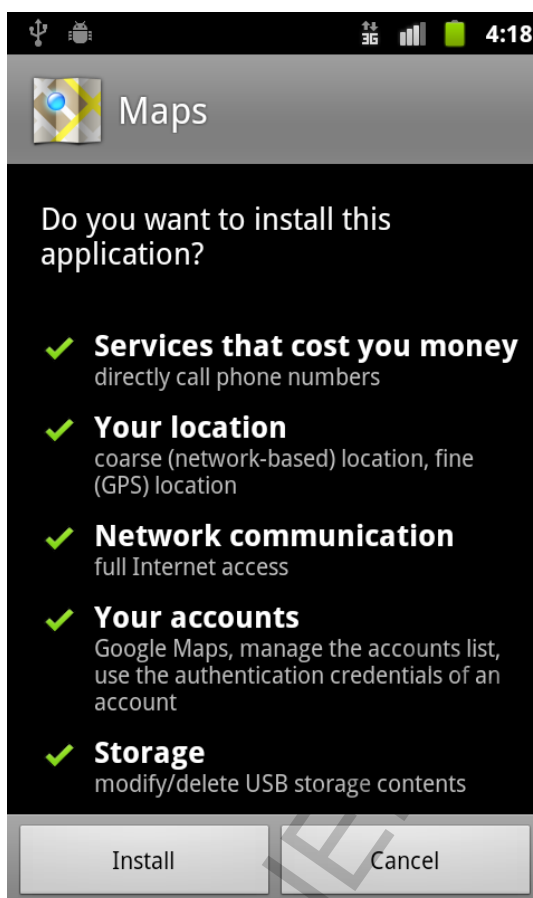 3G 4:18
Maps
Do you want to install this
application?
Services that cost you money
directly call phone numbers
Your location
coarse (network-based) location, fine
(GPS) location
Network communication
full Internet access
Your accounts
Google Maps, manage the accounts list,
use the authentication credentials of an
account
Storage
modify/delete USB storage contents
Install Cancel